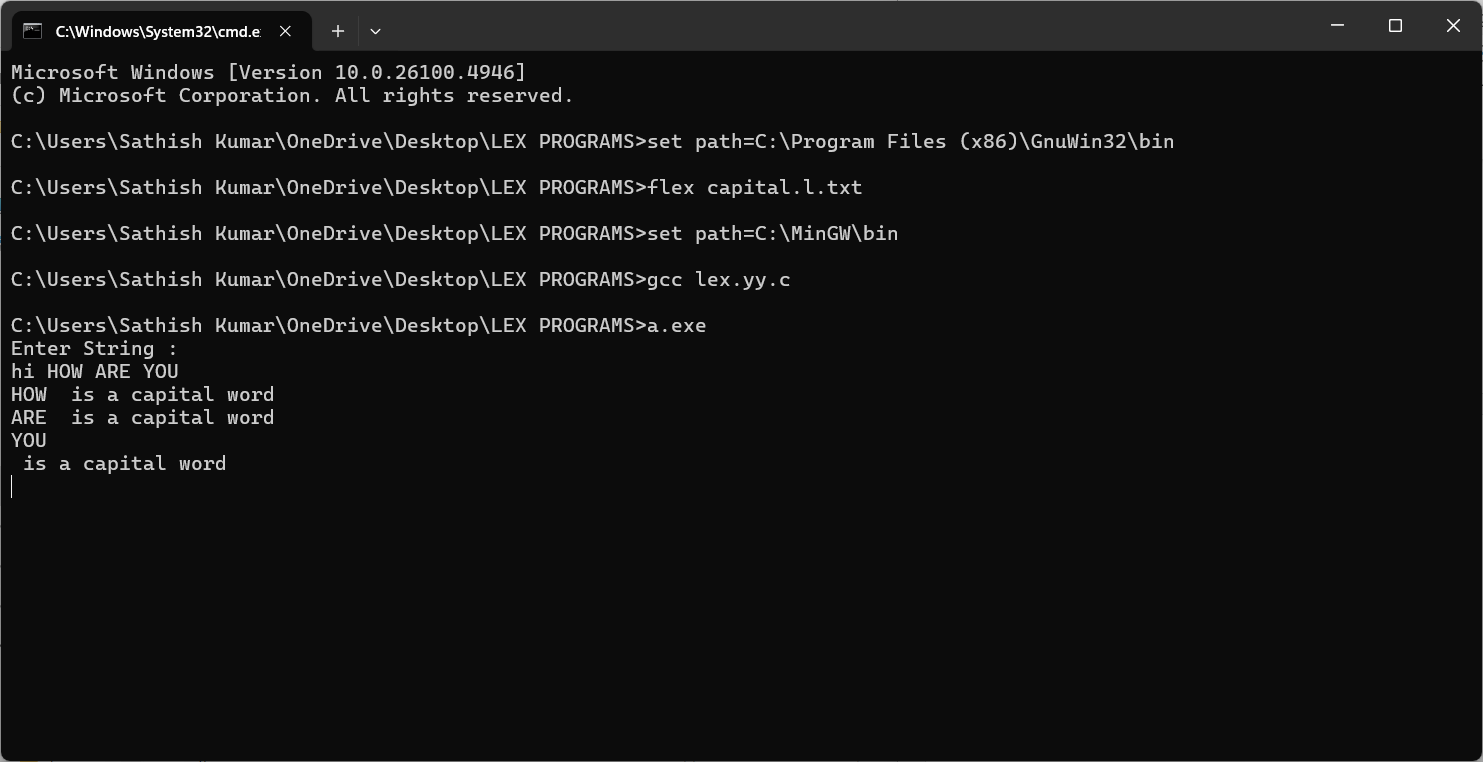 C:\Windows\System32\cmd.e
Microsoft Windows [Version 10.0.26100.4946]
(c) Microsoft Corporation. All rights reserved.
C:\Users\Sathish Kumar\OneDrive\Desktop\LEX PROGRAMS>set path=C:\Program Files (x86)\GnuWin32\bin
C:\Users\Sathish Kumar\OneDrive\Desktop\LEX PROGRAMS>flex capital.l.txt
C:\Users\Sathish Kumar\OneDrive\Desktop\LEX PROGRAMS>set path=C:\MinGW\bin
C:\Users\Sathish Kumar\OneDrive\Desktop\LEX PROGRAMS>gcc lex.yy.c
C:\Users\Sathish Kumar\OneDrive\Desktop\LEX PROGRAMS>a.exe
Enter String :
hi HOW ARE YOU
HOW  is a capital word
ARE  is a capital word
YOU
 is a capital word